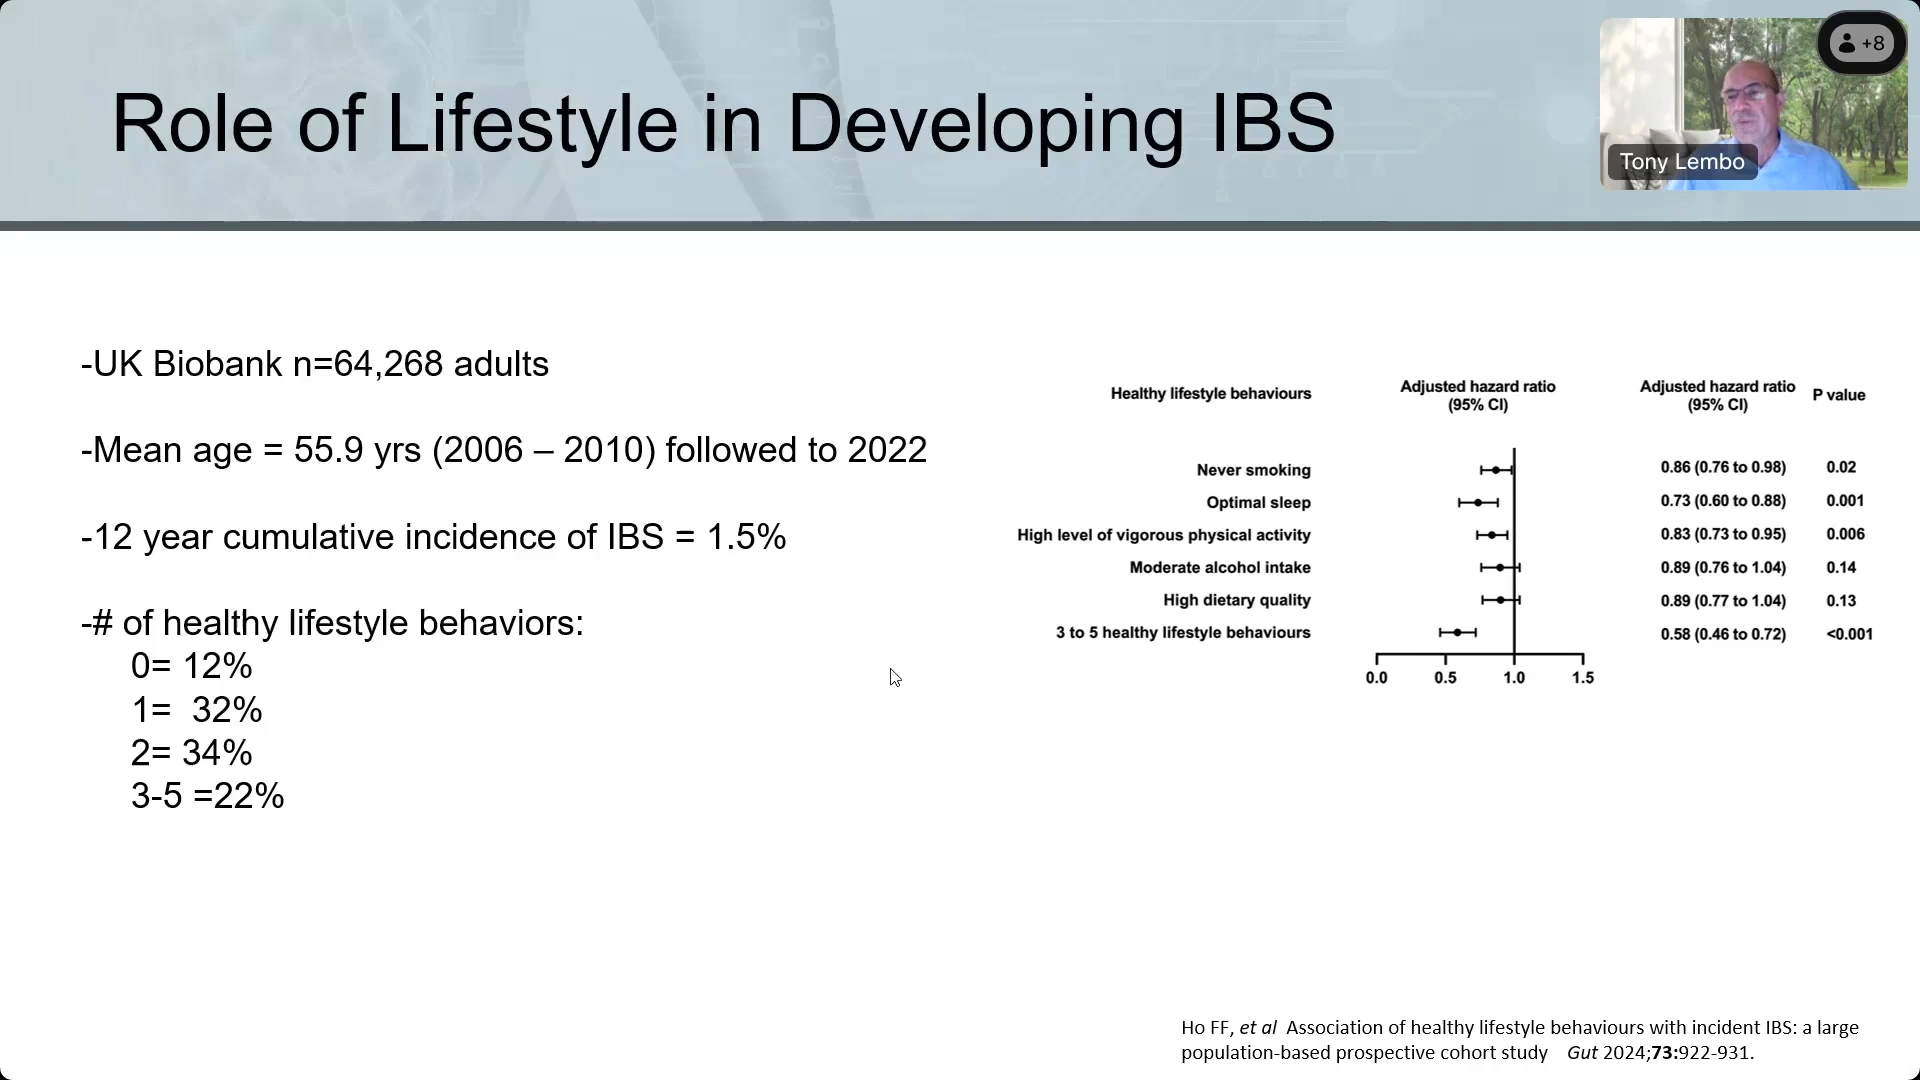 Role of Lifestyle in Developing IBS
+8
Tony Lembo
-UK Biobank n=64,268 adults
-Mean age = 55.9 yrs (2006 – 2010) followed to 2022
-12 year cumulative incidence of IBS = 1.5%
-# of healthy lifestyle behaviors:
0= 12%
1=  32%
2= 34%
3-5 =22%
Healthy lifestyle behaviours
Adjusted hazard ratio
(95% CI)
Adjusted hazard ratio
(95% CI)
P value
Never smoking 0.86 (0.76 to 0.98) 0.02
Optimal sleep 0.73 (0.60 to 0.88) 0.001
High level of vigorous physical activity 0.83 (0.73 to 0.95) 0.006
Moderate alcohol intake 0.89 (0.76 to 1.04) 0.14
High dietary quality 0.89 (0.77 to 1.04) 0.13
3 to 5 healthy lifestyle behaviours 0.58 (0.46 to 0.72) <0.001
0.0 0.5 1.0 1.5
Ho FF, et al  Association of healthy lifestyle behaviours with incident IBS: a large
population-based prospective cohort study   Gut 2024;73:922-931.